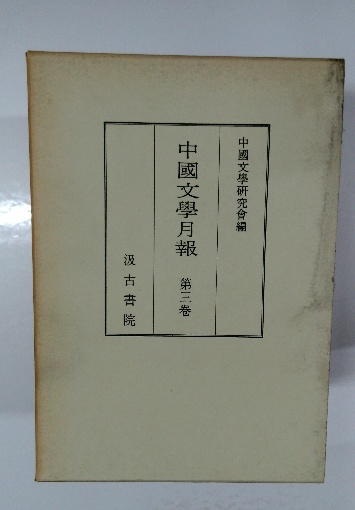 中國文學研究會編
中國文學月報 第三巻
汲古書院